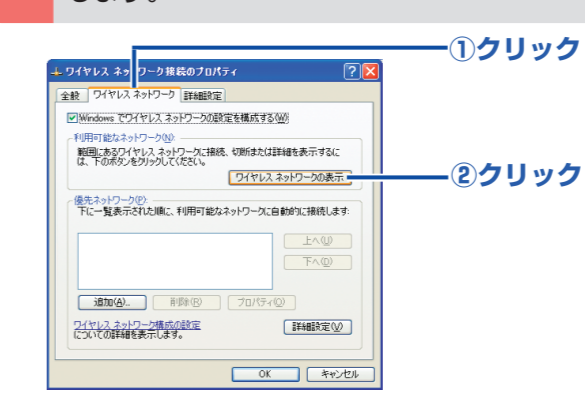 します。
①クリック
ワイヤレス ネットワーク接続のプロパティ
全般 ワイヤレス ネットワーク 詳細設定
Windows でワイヤレス ネットワークの設定を構成する(W)
利用可能なネットワーク(N):
範囲にあるワイヤレス ネットワークに接続、切断または詳細を表示するに
は、下のボタンをクリックしてください。
ワイヤレス ネットワークの表示
②クリック
優先ネットワーク(P):
下に一覧表示された順に、利用可能なネットワークに自動的に接続します:
上へ(U)
下へ(D)
追加(A)... 削除(R) プロパティ(O)
ワイヤレス ネットワーク構成の設定
についての詳細を表示します。
詳細設定(V)
OK キャンセル